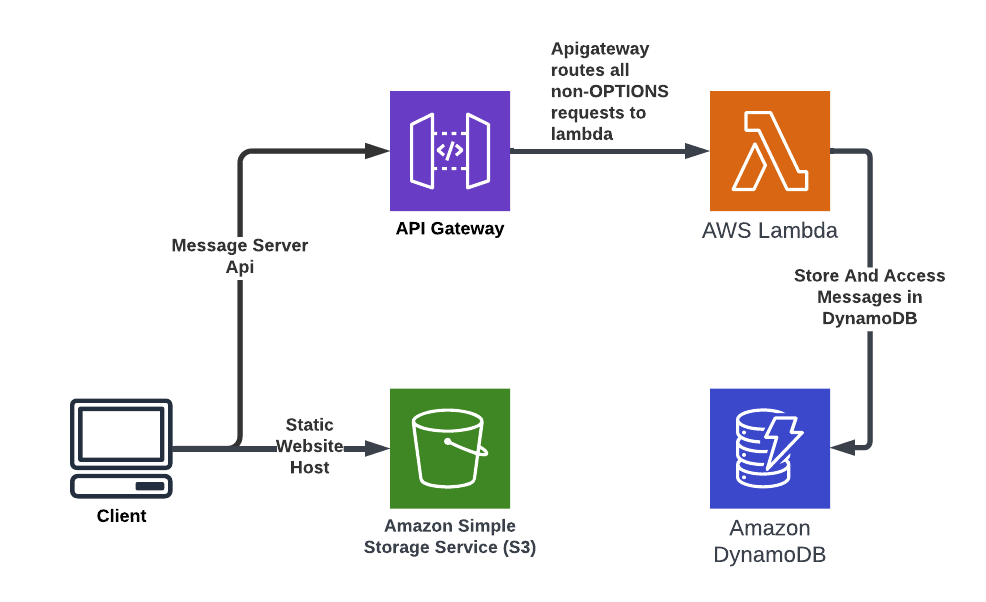 Apigateway
routes all
non-OPTIONS
requests to
lambda
</>
API Gateway
AWS Lambda
Message Server
Api
Store And Access
Messages in
DynamoDB
Static
Website
Host
Client
Amazon Simple
Storage Service (S3)
Amazon
DynamoDB